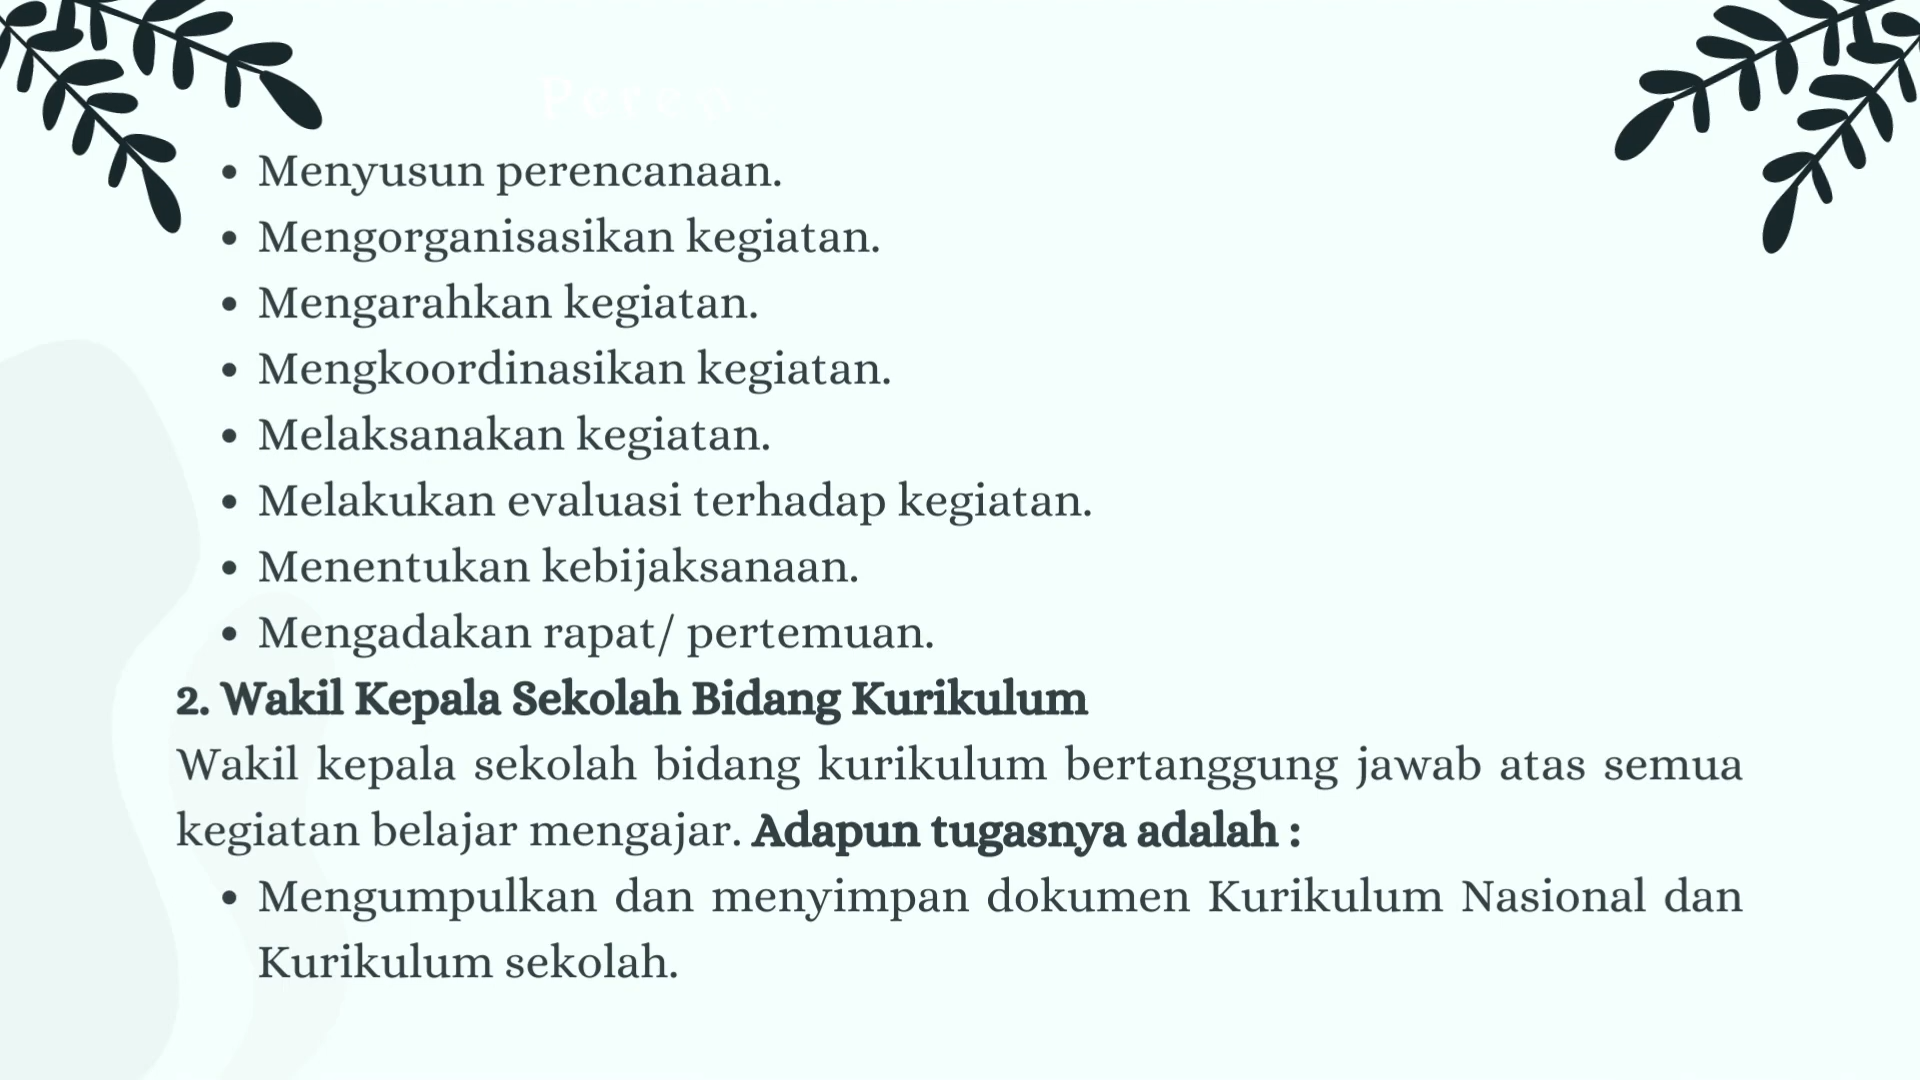 • Menyusun perencanaan.
• Mengorganisasikan kegiatan.
• Mengarahkan kegiatan.
• Mengkoordinasikan kegiatan.
• Melaksanakan kegiatan.
• Melakukan evaluasi terhadap kegiatan.
• Menentukan kebijaksanaan.
• Mengadakan rapat/ pertemuan.
2. Wakil Kepala Sekolah Bidang Kurikulum
Wakil kepala sekolah bidang kurikulum bertanggung jawab atas semua
kegiatan belajar mengajar. Adapun tugasnya adalah :
• Mengumpulkan dan menyimpan dokumen Kurikulum Nasional dan
Kurikulum sekolah.